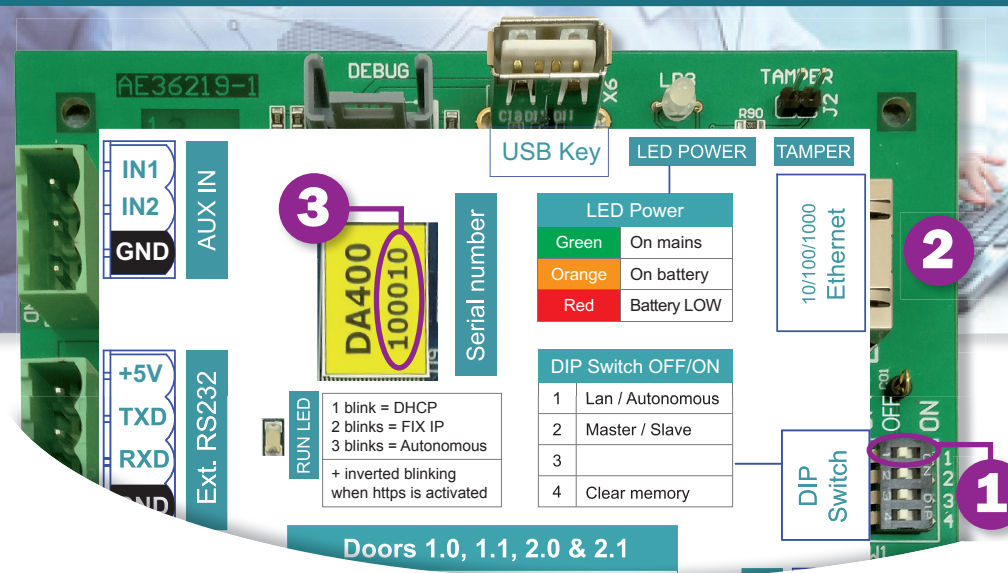 AE36219-1
DEBUG
X6
TAMPER
R90
J2
USB Key
LED POWER
TAMPER
IN1
IN2
GND
AUX IN
3
DA400
100010
Serial number
LED Power
Green On mains
Orange On battery
Red Battery LOW
10/100/1000
Ethernet
2
+5V
TXD
RXD
Ext. RS232
RUN LED
1 blink = DHCP
2 blinks = FIX IP
3 blinks = Autonomous
+ inverted blinking
when https is activated
DIP Switch OFF/ON
1 Lan / Autonomous
2 Master / Slave
3
4 Clear memory
DIP
Switch
OFF
ON
1
2
3
4
1
Doors 1.0, 1.1, 2.0 & 2.1